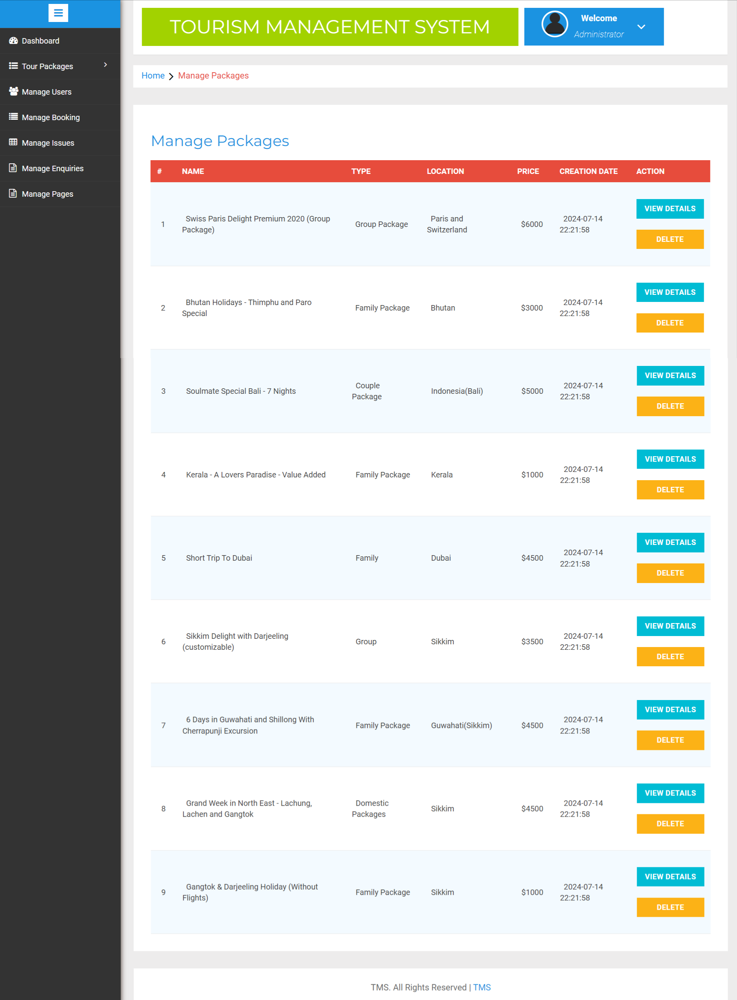 TOURISM MANAGEMENT SYSTEM
Welcome
Administrator
Dashboard
Tour Packages
Manage Users
Manage Booking
Manage Issues
Manage Enquiries
Manage Pages
Home
Manage Packages
Manage Packages
# NAME TYPE LOCATION PRICE CREATION DATE ACTION
VIEW DETAILS
Swiss Paris Delight Premium 2020 (Group Paris and 2024-07-14
1 Group Package $6000
Package) Switzerland 22:21:58
DELETE
VIEW DETAILS
Bhutan Holidays - Thimphu and Paro 2024-07-14
2 Family Package Bhutan $3000
Special 22:21:58
DELETE
VIEW DETAILS
Couple 2024-07-14
3 Soulmate Special Bali - 7 Nights Indonesia(Bali) $5000
Package 22:21:58
DELETE
VIEW DETAILS
2024-07-14
4 Kerala - A Lovers Paradise - Value Added Family Package Kerala $1000
22:21:58
DELETE
VIEW DETAILS
2024-07-14
5 Short Trip To Dubai Family Dubai $4500
22:21:58
DELETE
VIEW DETAILS
Sikkim Delight with Darjeeling 2024-07-14
6 Group Sikkim $3500
(customizable) 22:21:58
DELETE
VIEW DETAILS
6 Days in Guwahati and Shillong With 2024-07-14
7 Family Package Guwahati(Sikkim) $4500
Cherrapunji Excursion 22:21:58
DELETE
VIEW DETAILS
Grand Week in North East - Lachung, Domestic 2024-07-14
8 Sikkim $4500
Lachen and Gangtok Packages 22:21:58
DELETE
VIEW DETAILS
Gangtok & Darjeeling Holiday (Without 2024-07-14
9 Family Package Sikkim $1000
Flights) 22:21:58
DELETE
TMS. All Rights Reserved | TMS